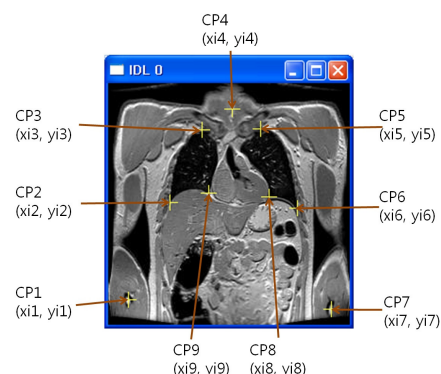 CP4
(xi4, yi4)
IDL 0
CP3
(xi3, yi3)
CP5
(xi5, yi5)
CP2
(xi2, yi2)
CP6
(xi6, yi6)
CP1
(xi1, yi1)
CP7
(xi7, yi7)
CP9
(xi9, yi9)
CP8
(xi8, yi8)